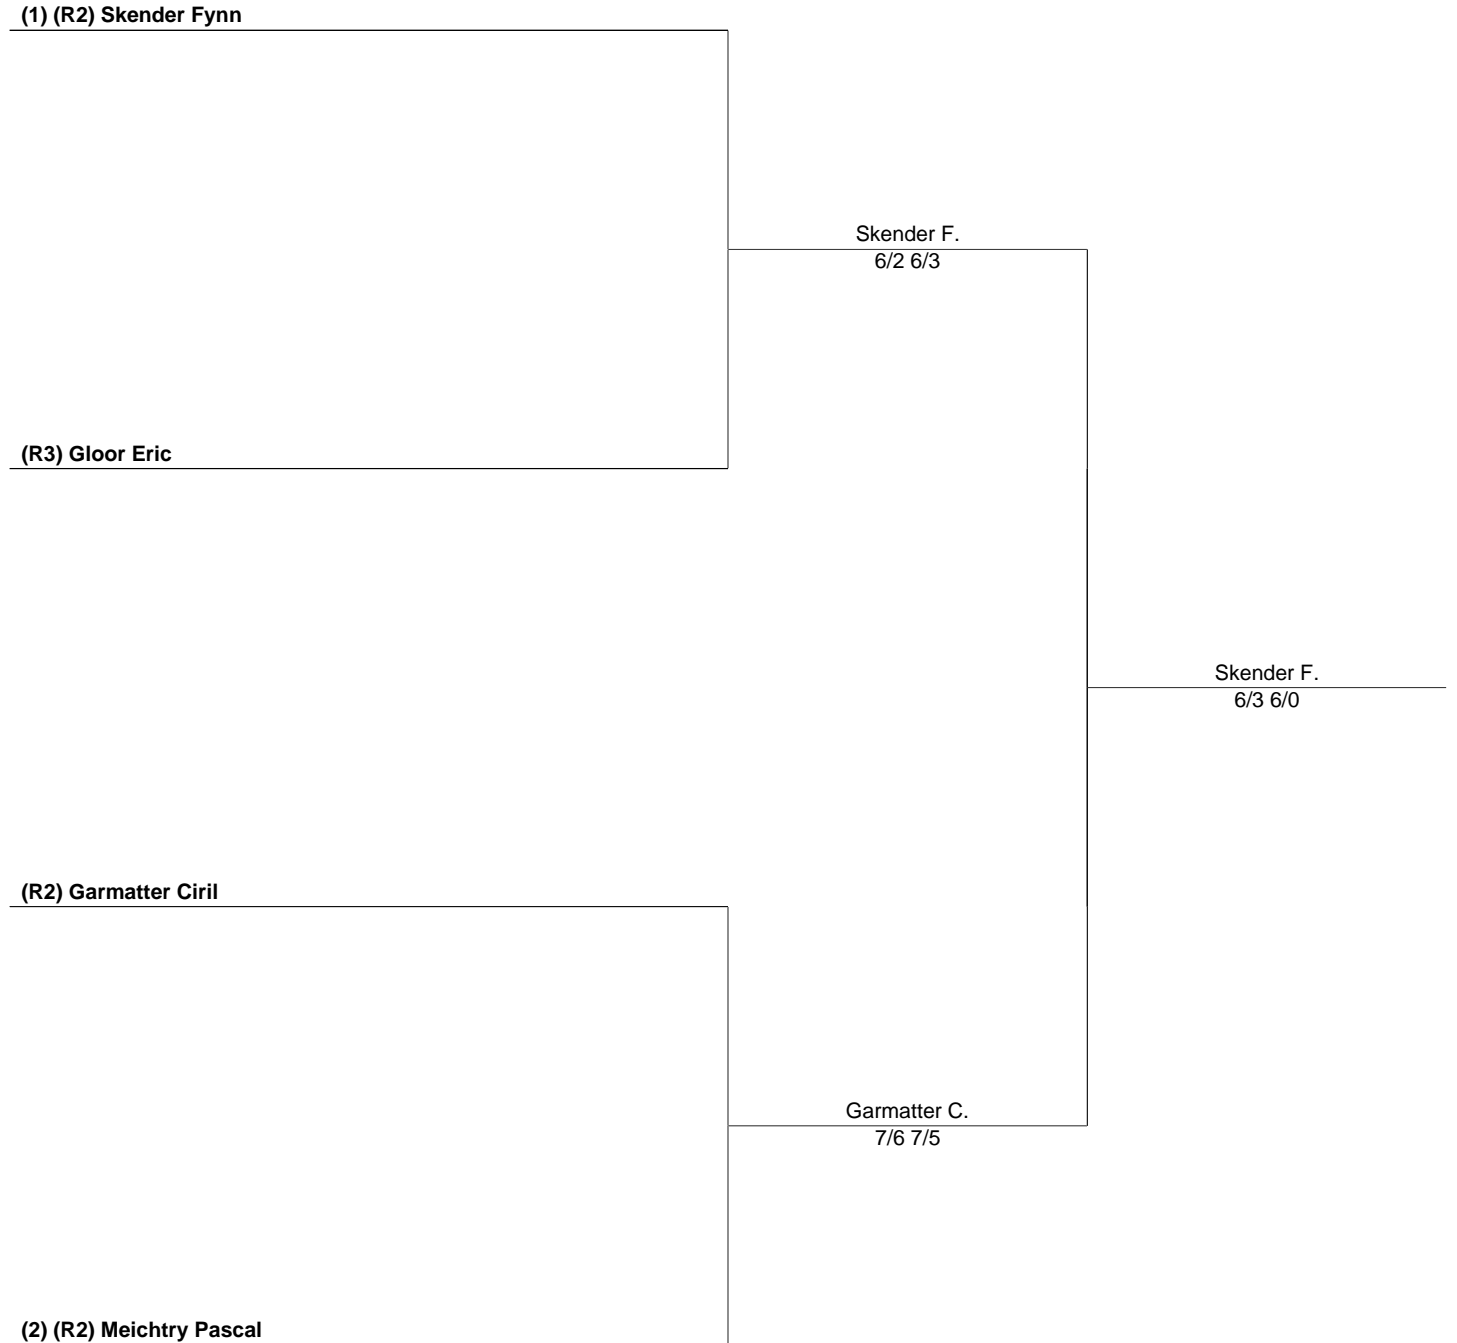 (1) (R2) Skender Fynn
Skender F.
6/2 6/3
(R3) Gloor Eric
Skender F.
6/3 6/0
(R2) Garmatter Ciril
Garmatter C.
7/6 7/5
(2) (R2) Meichtry Pascal